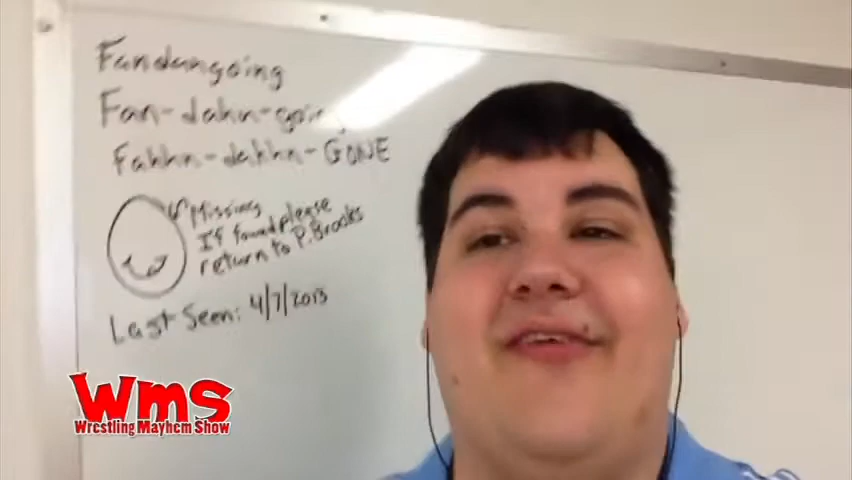 Fandangoing
Fan-dahn-going
Fahhn-dahhn-GONE
Missing
If found please
return to P. Brooks
Last Seen: 4/7/2013
WMS
Wrestling Mayhem Show